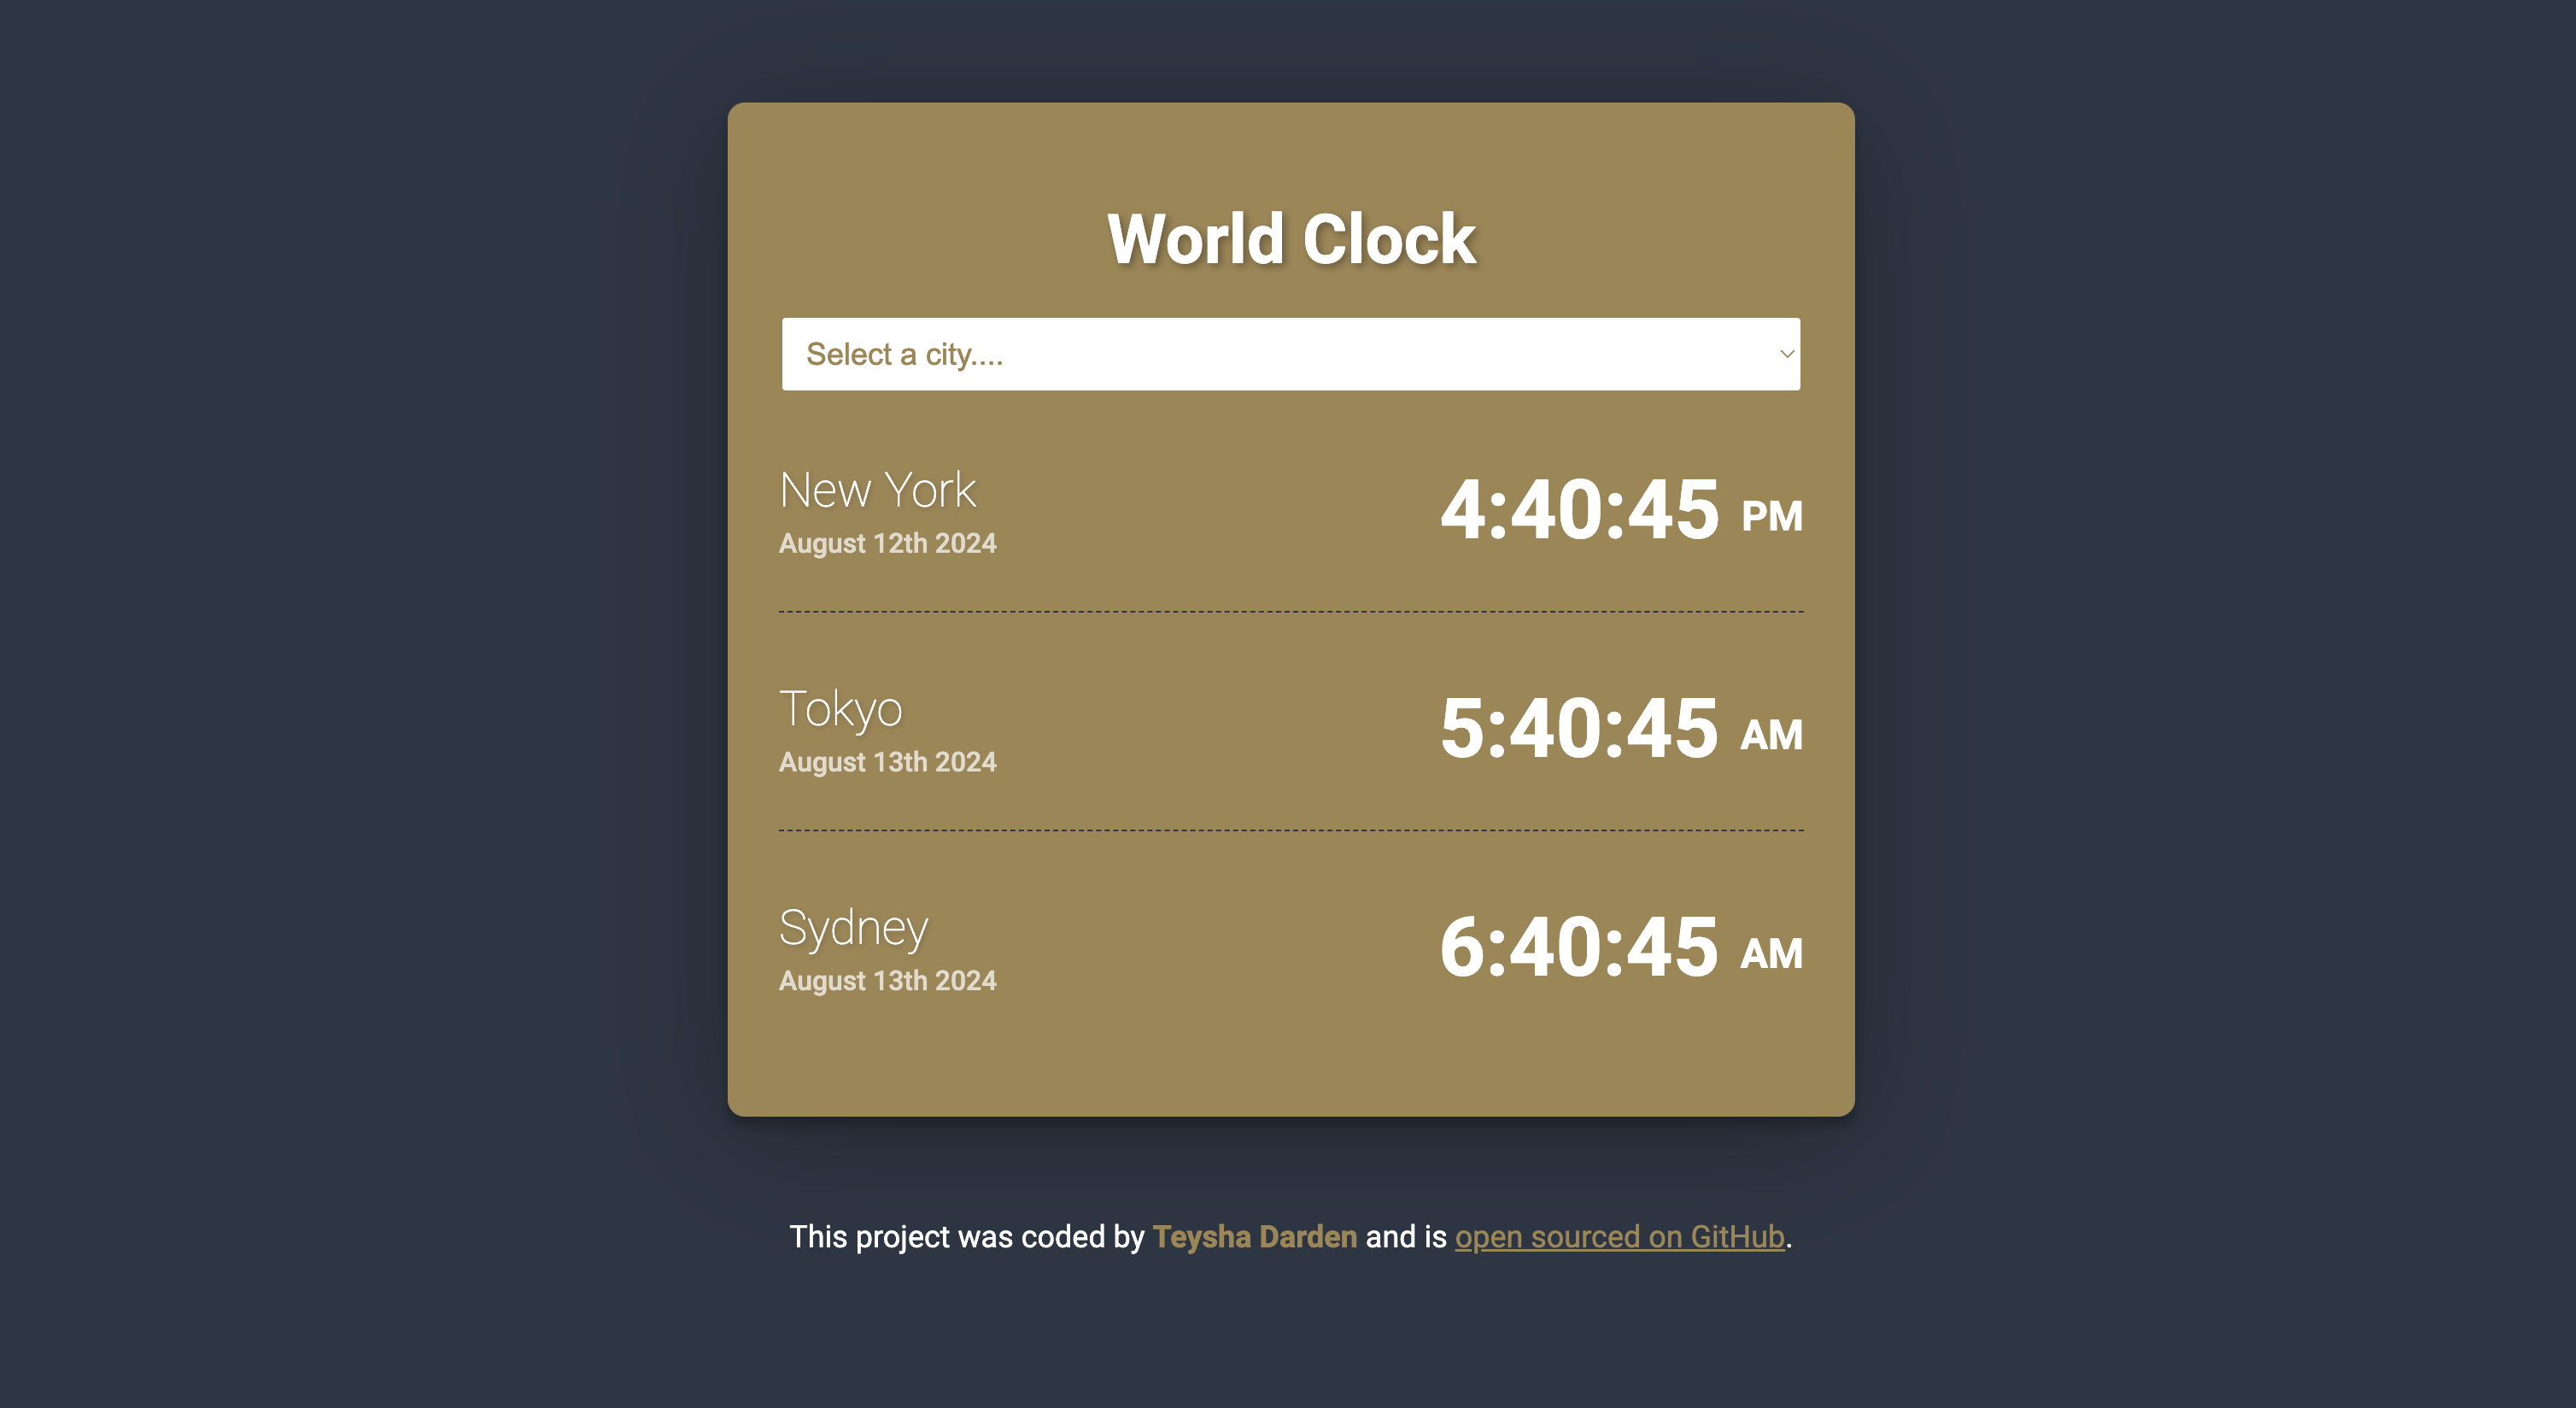 World Clock
Select a city....
New York
4:40:45 PM
August 12th 2024
Tokyo
5:40:45 AM
August 13th 2024
Sydney
6:40:45 AM
August 13th 2024
This project was coded by Teysha Darden and is open sourced on GitHub.